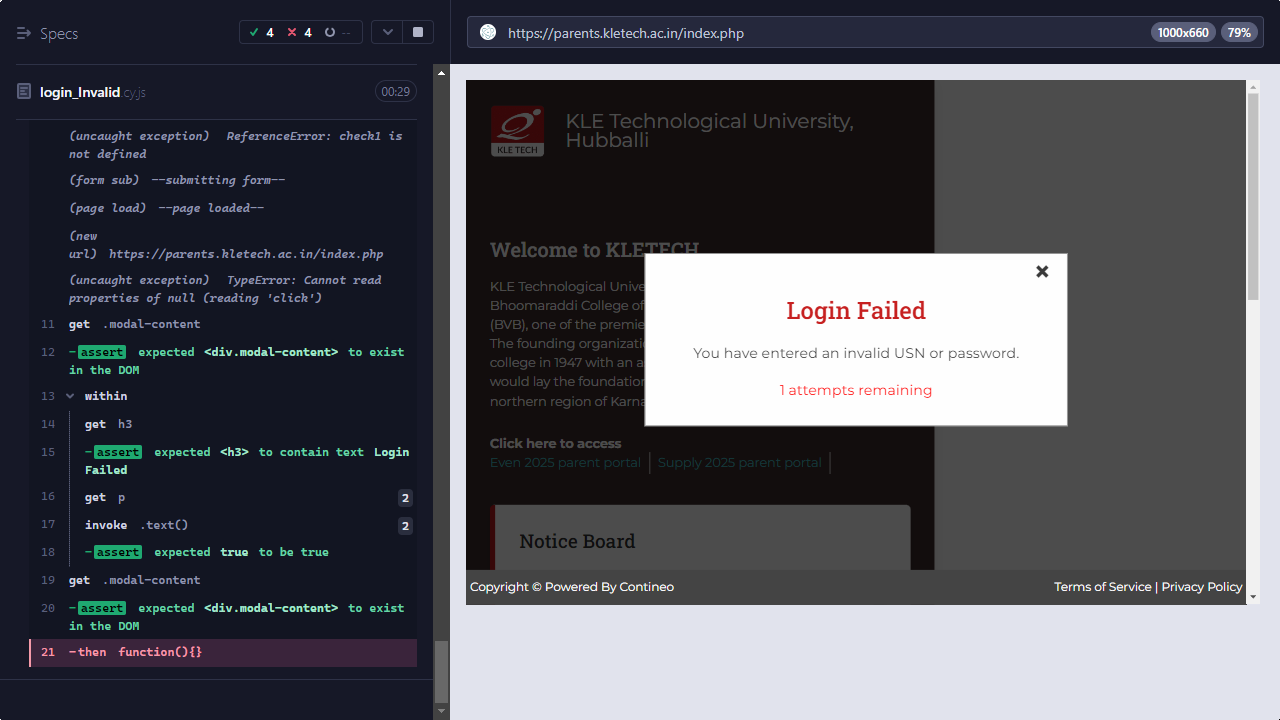 Specs
4 4 --
https://parents.kletech.ac.in/index.php
1000x660
79%
login_Invalid.cy.js
00:29
(uncaught exception) ReferenceError: check1 is
not defined
(form sub) --submitting form--
(page load) --page loaded--
(new
url) https://parents.kletech.ac.in/index.php
(uncaught exception) TypeError: Cannot read
properties of null (reading 'click')
11 get .modal-content
12 -assert expected <div.modal-content> to exist
in the DOM
13 within
14 get h3
15 -assert expected <h3> to contain text Login
Failed
16 get p 2
17 invoke .text() 2
18 -assert expected true to be true
19 get .modal-content
20 -assert expected <div.modal-content> to exist
in the DOM
21 -then function(){}
KLE TECH
KLE Technological University,
Hubballi
Welcome to KLETECH
KLE Technological Unive
Bhoomaraddi College of
(BVB), one of the premie
The founding organizatio
college in 1947 with an a
would lay the foundation
northern region of Karna
Login Failed
You have entered an invalid USN or password.
1 attempts remaining
Click here to access
Even 2025 parent portal
Supply 2025 parent portal
Notice Board
Copyright © Powered By Contineo
Terms of Service | Privacy Policy